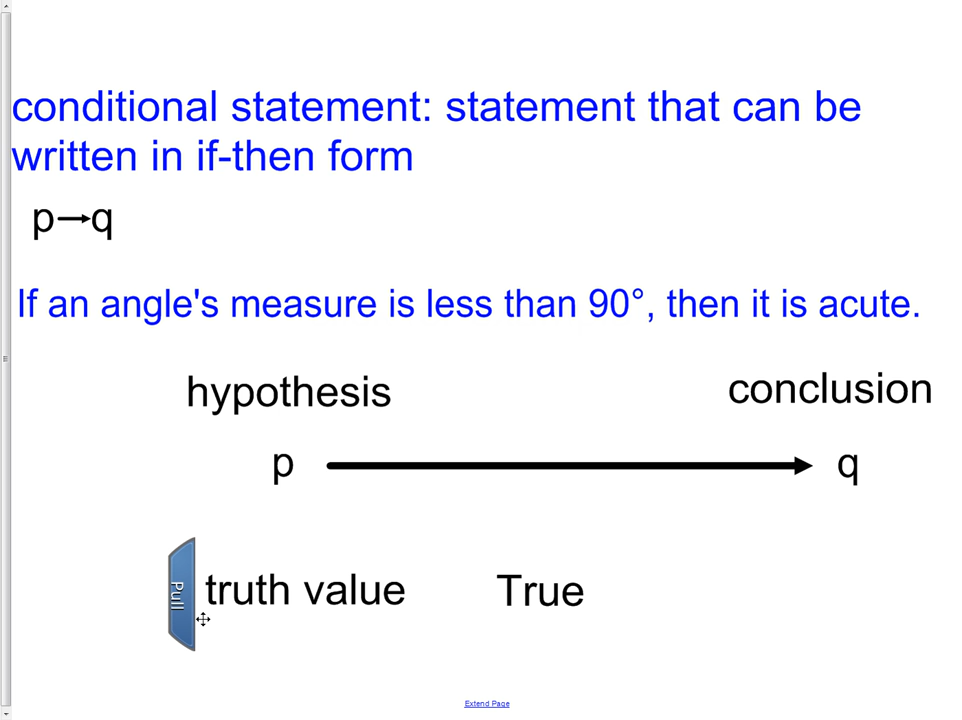 conditional statement: statement that can be
written in if-then form
p→q
If an angle's measure is less than 90°, then it is acute.
hypothesis conclusion
p q
Pull truth value True
Extend Page